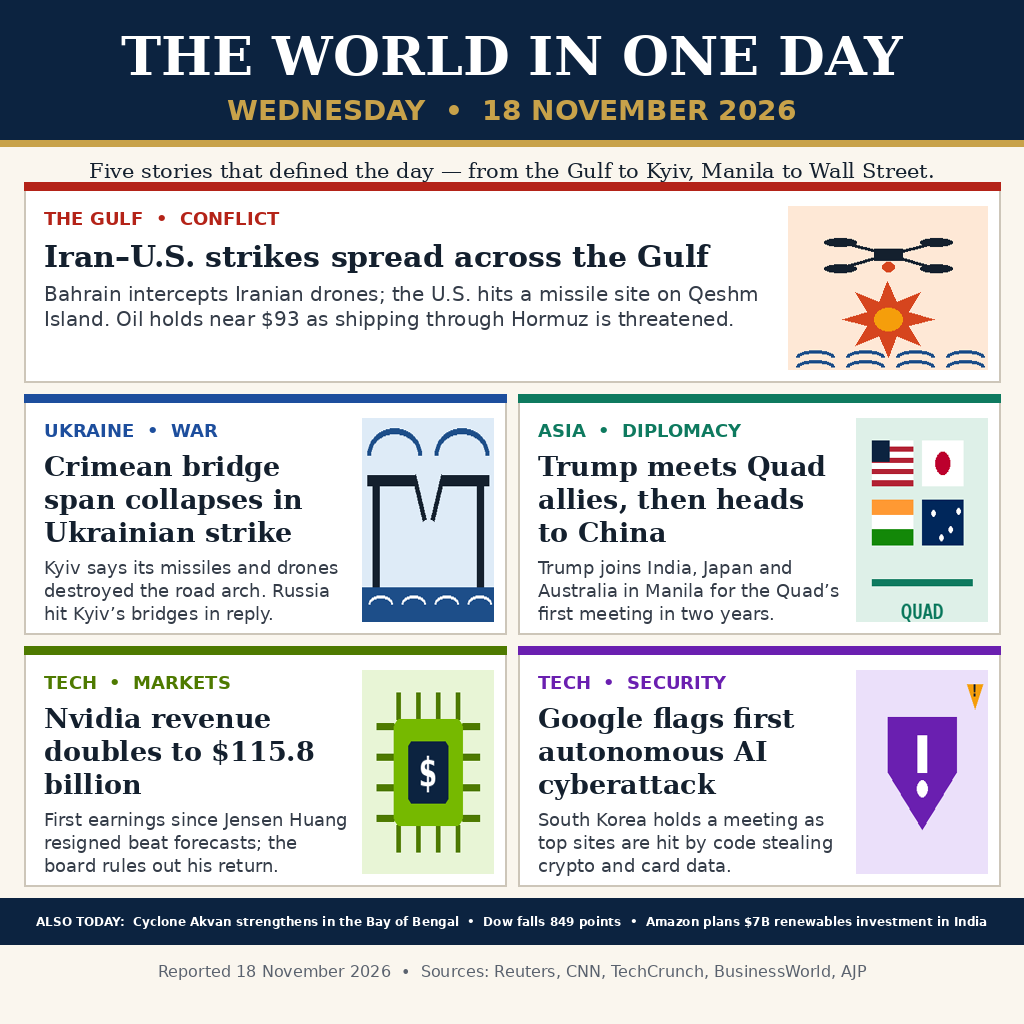 THE WORLD IN ONE DAY
WEDNESDAY • 18 NOVEMBER 2026
Five stories that defined the day — from the Gulf to Kyiv, Manila to Wall Street.
THE GULF • CONFLICT
Iran–U.S. strikes spread across the Gulf
Bahrain intercepts Iranian drones; the U.S. hits a missile site on Qeshm
Island. Oil holds near $93 as shipping through Hormuz is threatened.
UKRAINE • WAR
Crimean bridge
span collapses in
Ukrainian strike
Kyiv says its missiles and drones
destroyed the road arch. Russia
hit Kyiv’s bridges in reply.
ASIA • DIPLOMACY
Trump meets Quad
allies, then heads
to China
Trump joins India, Japan and
Australia in Manila for the Quad’s
first meeting in two years.
QUAD
TECH • MARKETS
Nvidia revenue
doubles to $115.8
billion
First earnings since Jensen Huang
resigned beat forecasts; the
board rules out his return.
$
TECH • SECURITY
Google flags first
autonomous AI
cyberattack
South Korea holds a meeting as
top sites are hit by code stealing
crypto and card data.
!
!
ALSO TODAY: Cyclone Akvan strengthens in the Bay of Bengal • Dow falls 849 points • Amazon plans $7B renewables investment in India
Reported 18 November 2026 • Sources: Reuters, CNN, TechCrunch, BusinessWorld, AJP